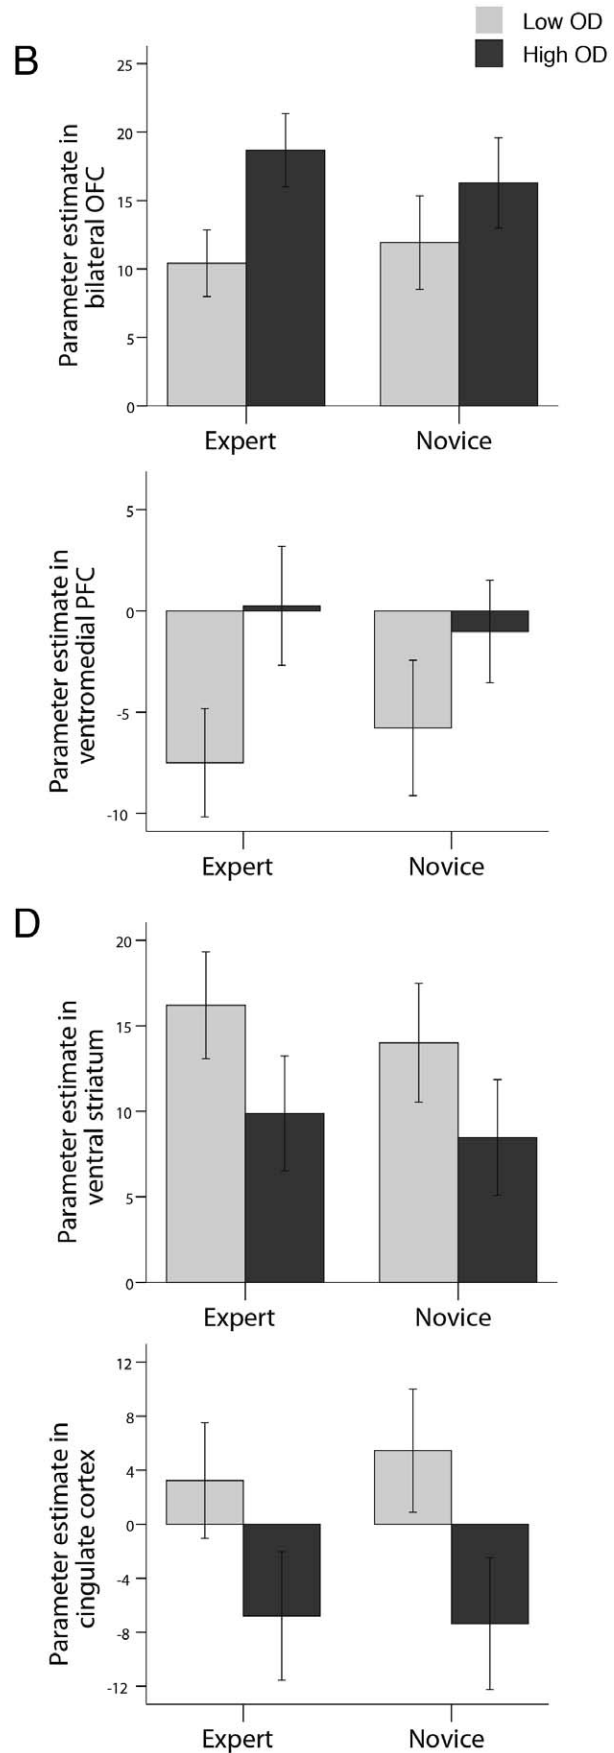 Low OD
High OD
B
Parameter estimate in
bilateral OFC
25
20
15
10
5
0
Expert
Novice
Parameter estimate in
ventromedial PFC
5
0
-5
-10
Expert
Novice
D
Parameter estimate in
ventral striatum
20
15
10
5
0
Expert
Novice
Parameter estimate in
cingulate cortex
12
8
4
0
-4
-8
-12
Expert
Novice